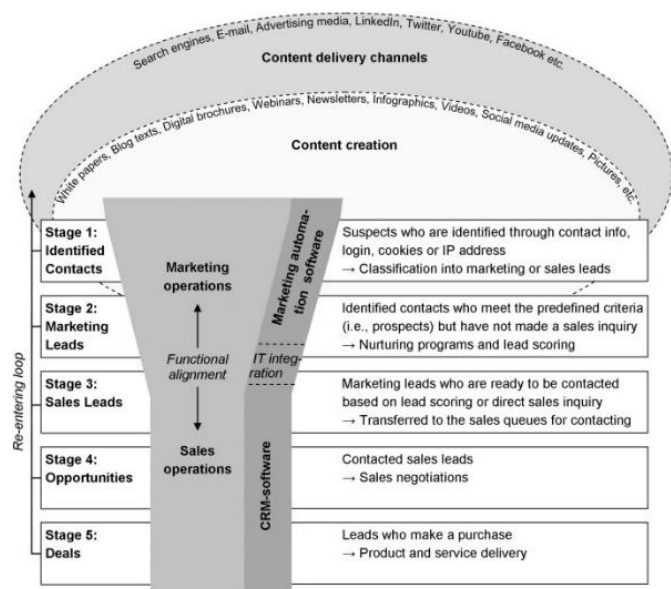 Search engines, E-mail, Advertising media, LinkedIn, Twitter, Youtube, Facebook etc.
Content delivery channels
White papers, Blog texts, Digital brochures, Webinars, Newsletters, Infographics, Videos, Social media updates, Pictures, etc.
Content creation
Re-entering loop
Stage 1:
Identified
Contacts
Marketing
operations
Marketing automa-
tion software
Suspects who are identified through contact info,
login, cookies or IP address
→ Classification into marketing or sales leads
Stage 2:
Marketing
Leads
Identified contacts who meet the predefined criteria
(i.e., prospects) but have not made a sales inquiry
→ Nurturing programs and lead scoring
Functional
alignment
IT integ-
ration
Stage 3:
Sales Leads
Marketing leads who are ready to be contacted
based on lead scoring or direct sales inquiry
→ Transferred to the sales queues for contacting
Sales
operations
CRM-software
Stage 4:
Opportunities
Contacted sales leads
→ Sales negotiations
Stage 5:
Deals
Leads who make a purchase
→ Product and service delivery